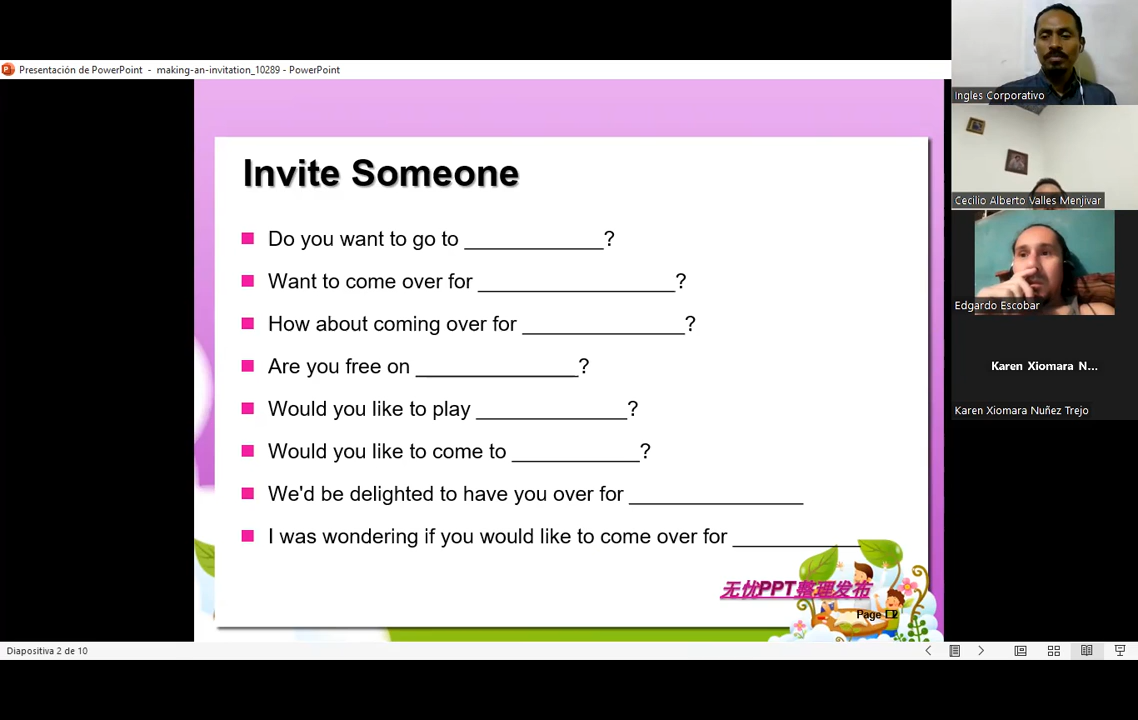 Presentación de PowerPoint - making-an-invitation_10289 - PowerPoint
Invite Someone
Do you want to go to ____________?
Want to come over for _________________?
How about coming over for ______________?
Are you free on ______________?
Would you like to play _____________?
Would you like to come to ___________?
We'd be delighted to have you over for _______________
I was wondering if you would like to come over for ___________
无忧PPT整理发布
Page 2
Diapositiva 2 de 10
Ingles Corporativo
Cecilio Alberto Valles Menjivar
Edgardo Escobar
Karen Xiomara N...
Karen Xiomara Nuñez Trejo